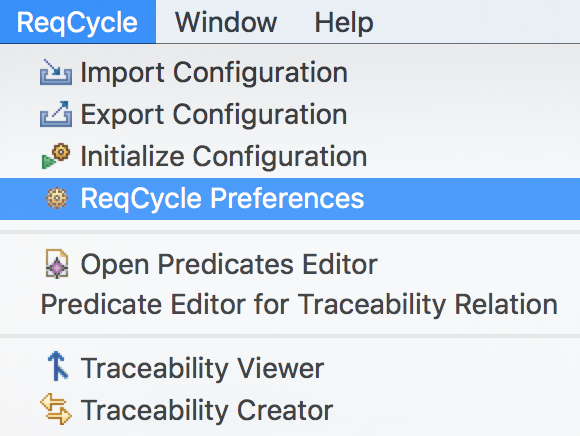 ReqCycle Window Help
Import Configuration
Export Configuration
Initialize Configuration
ReqCycle Preferences
Open Predicates Editor
Predicate Editor for Traceability Relation
Traceability Viewer
Traceability Creator